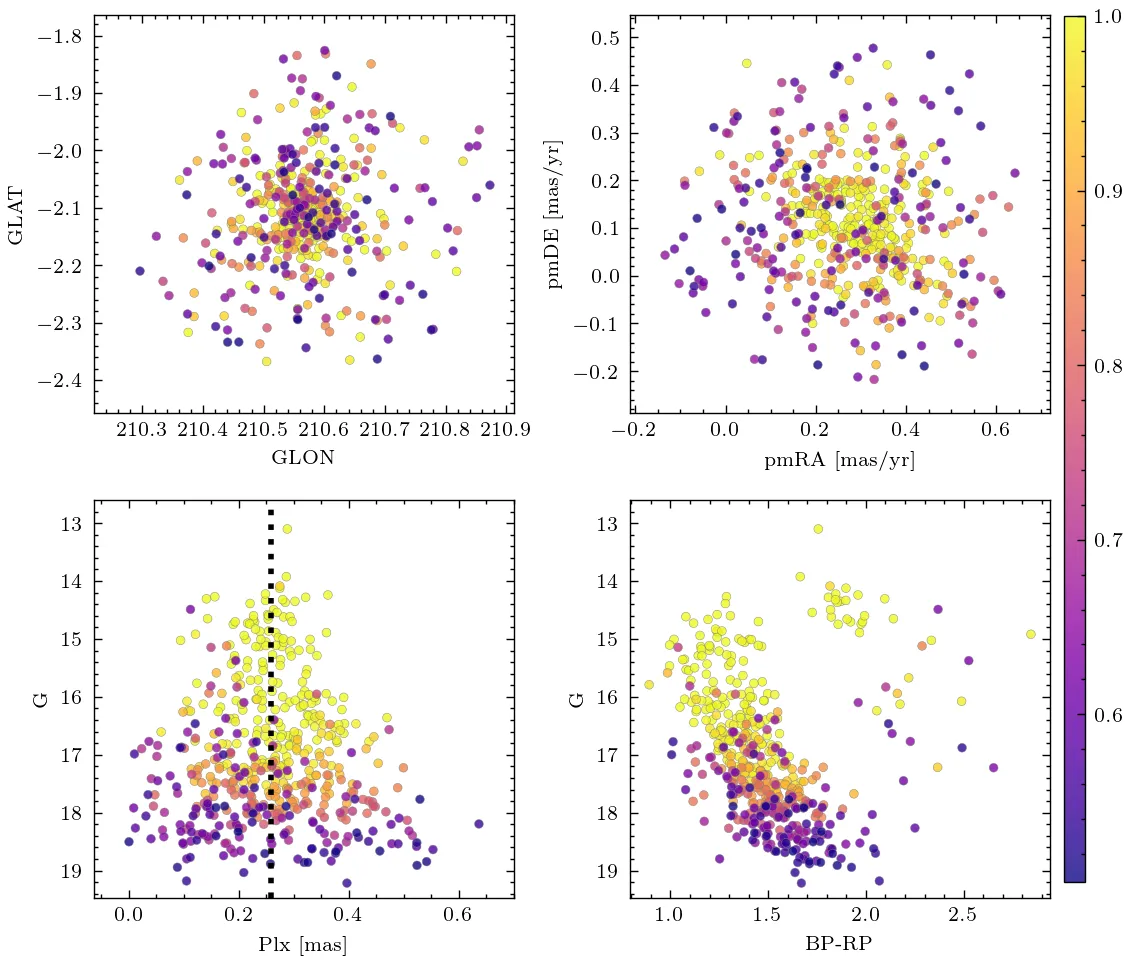 −1.8
−1.9
−2.0
−2.1
−2.2
−2.3
−2.4
GLAT
210.3 210.4 210.5 210.6 210.7 210.8 210.9
GLON
0.5
0.4
0.3
0.2
0.1
0.0
−0.1
−0.2
pmDE [mas/yr]
−0.2 0.0 0.2 0.4 0.6
pmRA [mas/yr]
1.0
0.9
0.8
0.7
0.6
13
14
15
16
17
18
19
G
0.0 0.2 0.4 0.6
Plx [mas]
13
14
15
16
17
18
19
G
1.0 1.5 2.0 2.5
BP-RP